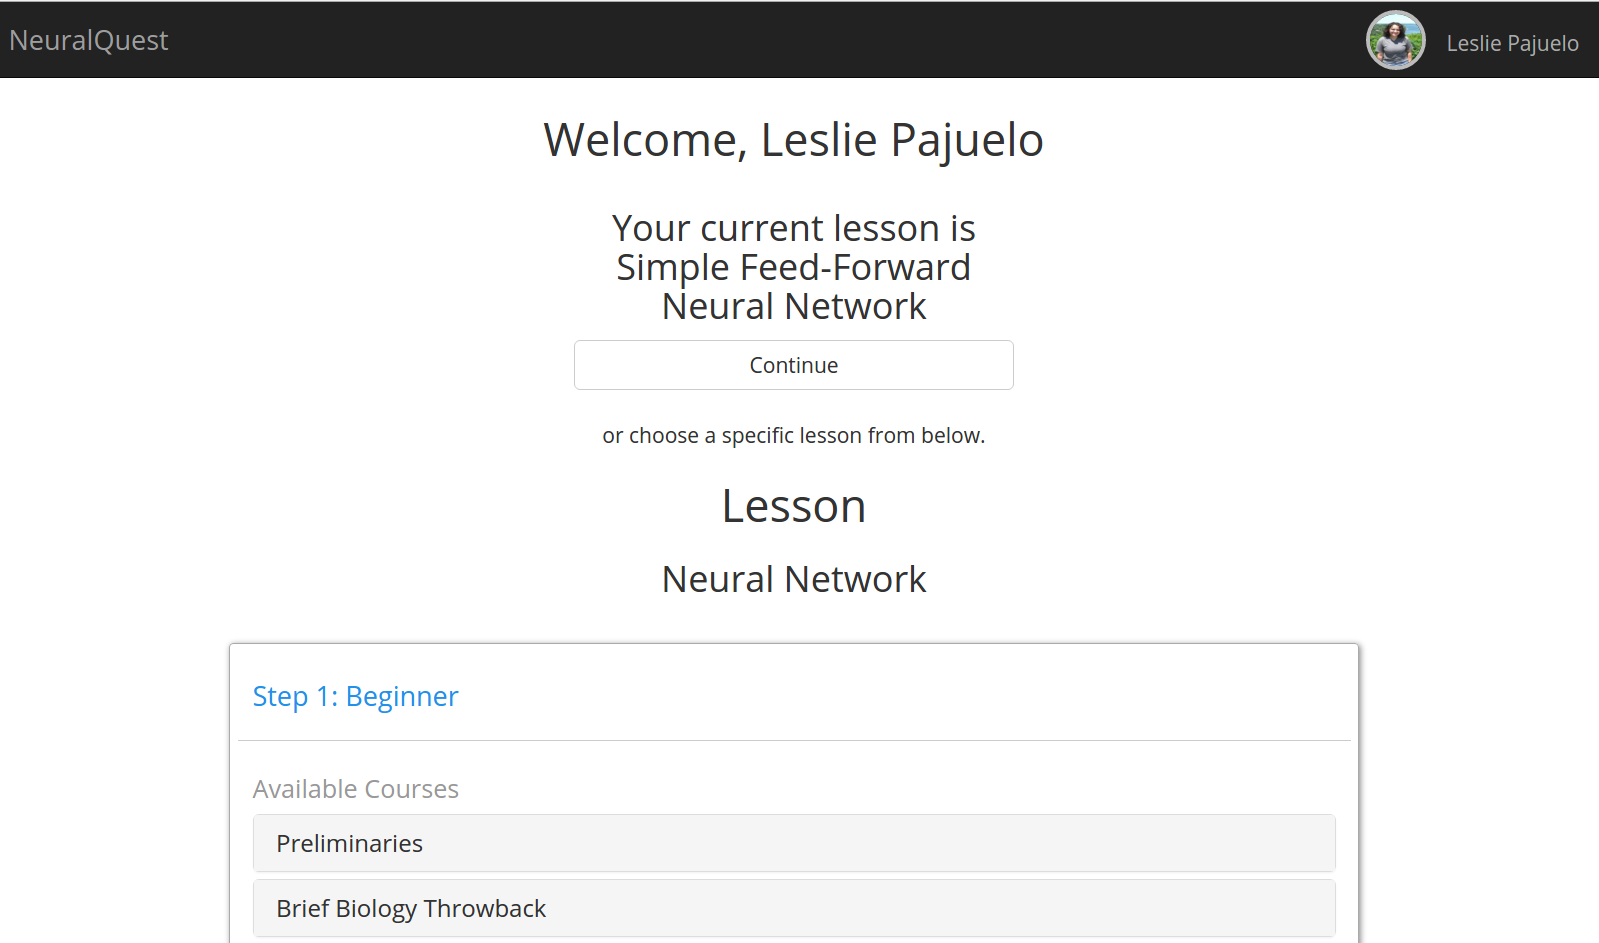 NeuralQuest
Leslie Pajuelo
Welcome, Leslie Pajuelo
Your current lesson is
Simple Feed-Forward
Neural Network
Continue
or choose a specific lesson from below.
Lesson
Neural Network
Step 1: Beginner
Available Courses
Preliminaries
Brief Biology Throwback